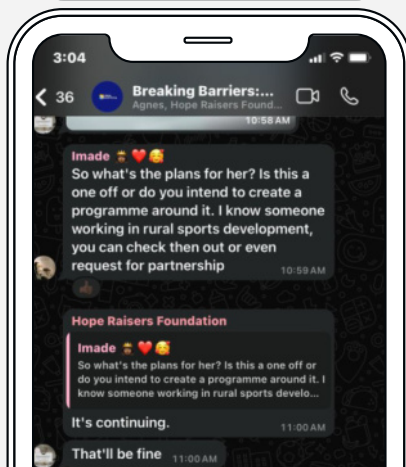 3:04
36
Breaking Barriers:...
Agnes, Hope Raisers Found...
10:58 AM
Imade 👮 ❤️ 🥰
So what's the plans for her? Is this a
one off or do you intend to create a
programme around it. I know someone
working in rural sports development,
you can check then out or even
request for partnership
10:59 AM
Hope Raisers Foundation
Imade 👮 ❤️ 🥰
So what's the plans for her? Is this a one off or
do you intend to create a programme around it. I
know someone working in rural sports develo...
It's continuing.
11:00 AM
That'll be fine 11:00 AM